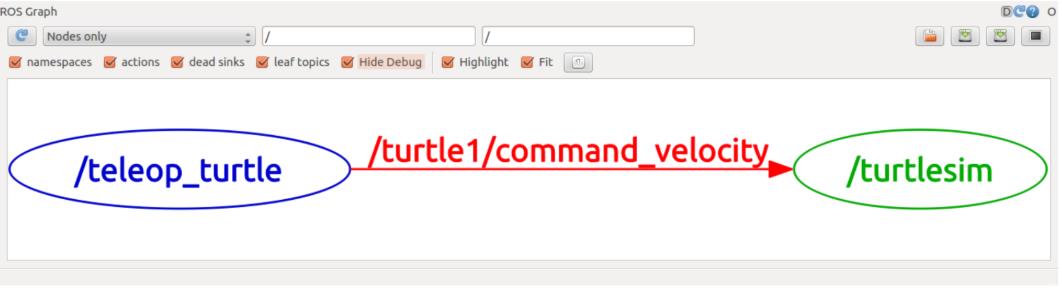 ROS Graph D ? O
Nodes only / /
namespaces actions dead sinks leaf topics Hide Debug Highlight Fit
/teleop_turtle /turtle1/command_velocity /turtlesim